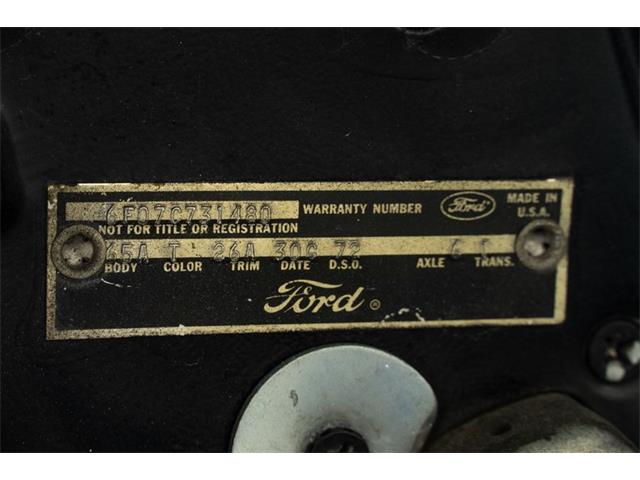 6F07C731480 WARRANTY NUMBER Ford MADE IN U.S.A.
NOT FOR TITLE OR REGISTRATION
65A T 26A 30C 72 6
BODY COLOR TRIM DATE D.S.O. AXLE TRANS.
Ford ®